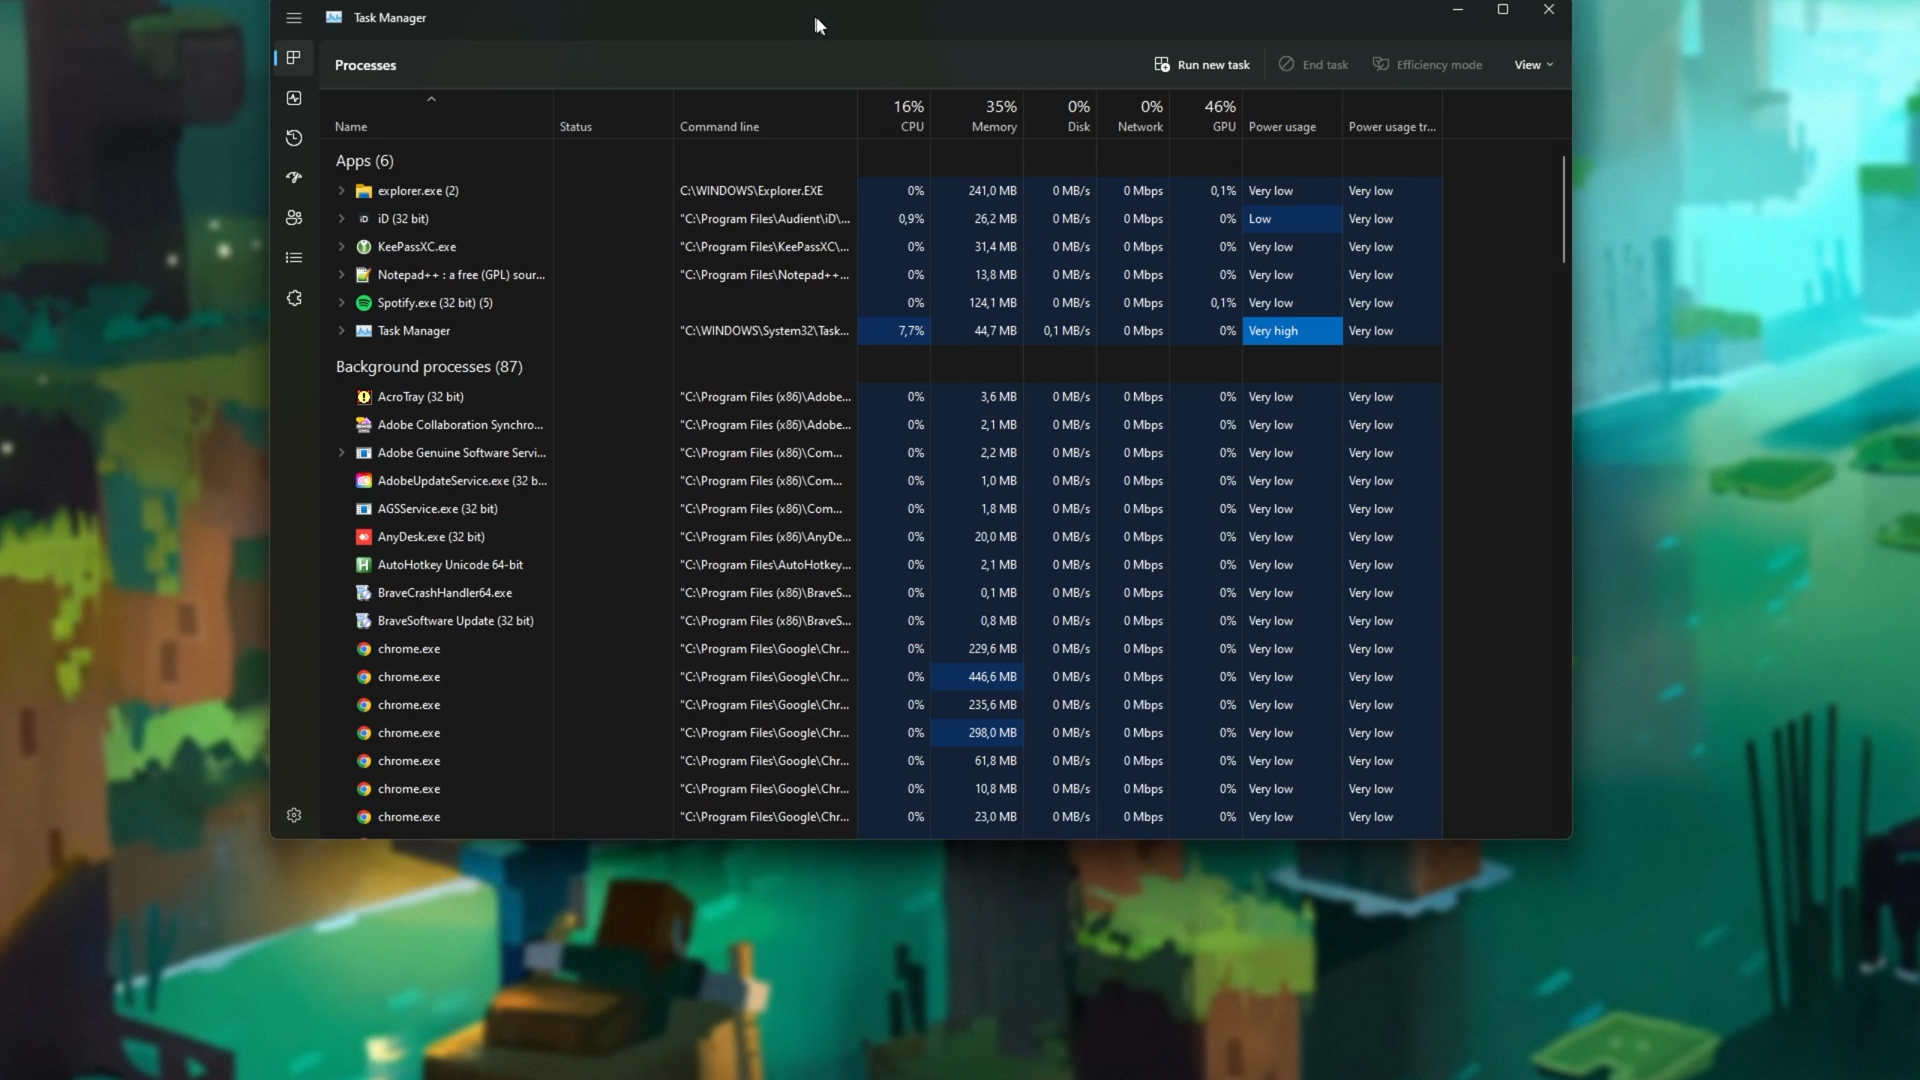 Task Manager
Processes
Run new task
End task
Efficiency mode
View
16% 35% 0% 0% 46%
Name Status Command line CPU Memory Disk Network GPU Power usage Power usage tr...
Apps (6)
explorer.exe (2) C:\WINDOWS\Explorer.EXE 0% 241,0 MB 0 MB/s 0 Mbps 0,1% Very low Very low
iD iD (32 bit) "C:\Program Files\Audient\iD\... 0,9% 26,2 MB 0 MB/s 0 Mbps 0% Low Very low
KeePassXC.exe "C:\Program Files\KeePassXC\... 0% 31,4 MB 0 MB/s 0 Mbps 0% Very low Very low
Notepad++ : a free (GPL) sour... "C:\Program Files\Notepad++... 0% 13,8 MB 0 MB/s 0 Mbps 0% Very low Very low
Spotify.exe (32 bit) (5) 0% 124,1 MB 0 MB/s 0 Mbps 0,1% Very low Very low
Task Manager "C:\WINDOWS\System32\Task... 7,7% 44,7 MB 0,1 MB/s 0 Mbps 0% Very high Very low
Background processes (87)
AcroTray (32 bit) "C:\Program Files (x86)\Adobe... 0% 3,6 MB 0 MB/s 0 Mbps 0% Very low Very low
Adobe Collaboration Synchro... "C:\Program Files (x86)\Adobe... 0% 2,1 MB 0 MB/s 0 Mbps 0% Very low Very low
Adobe Genuine Software Servi... "C:\Program Files (x86)\Com... 0% 2,2 MB 0 MB/s 0 Mbps 0% Very low Very low
AdobeUpdateService.exe (32 b... "C:\Program Files (x86)\Com... 0% 1,0 MB 0 MB/s 0 Mbps 0% Very low Very low
AGSService.exe (32 bit) "C:\Program Files (x86)\Com... 0% 1,8 MB 0 MB/s 0 Mbps 0% Very low Very low
AnyDesk.exe (32 bit) "C:\Program Files (x86)\AnyDe... 0% 20,0 MB 0 MB/s 0 Mbps 0% Very low Very low
H AutoHotkey Unicode 64-bit "C:\Program Files\AutoHotkey... 0% 2,1 MB 0 MB/s 0 Mbps 0% Very low Very low
BraveCrashHandler64.exe "C:\Program Files (x86)\BraveS... 0% 0,1 MB 0 MB/s 0 Mbps 0% Very low Very low
BraveSoftware Update (32 bit) "C:\Program Files (x86)\BraveS... 0% 0,8 MB 0 MB/s 0 Mbps 0% Very low Very low
chrome.exe "C:\Program Files\Google\Chr... 0% 229,6 MB 0 MB/s 0 Mbps 0% Very low Very low
chrome.exe "C:\Program Files\Google\Chr... 0% 446,6 MB 0 MB/s 0 Mbps 0% Very low Very low
chrome.exe "C:\Program Files\Google\Chr... 0% 235,6 MB 0 MB/s 0 Mbps 0% Very low Very low
chrome.exe "C:\Program Files\Google\Chr... 0% 298,0 MB 0 MB/s 0 Mbps 0% Very low Very low
chrome.exe "C:\Program Files\Google\Chr... 0% 61,8 MB 0 MB/s 0 Mbps 0% Very low Very low
chrome.exe "C:\Program Files\Google\Chr... 0% 10,8 MB 0 MB/s 0 Mbps 0% Very low Very low
chrome.exe "C:\Program Files\Google\Chr... 0% 23,0 MB 0 MB/s 0 Mbps 0% Very low Very low